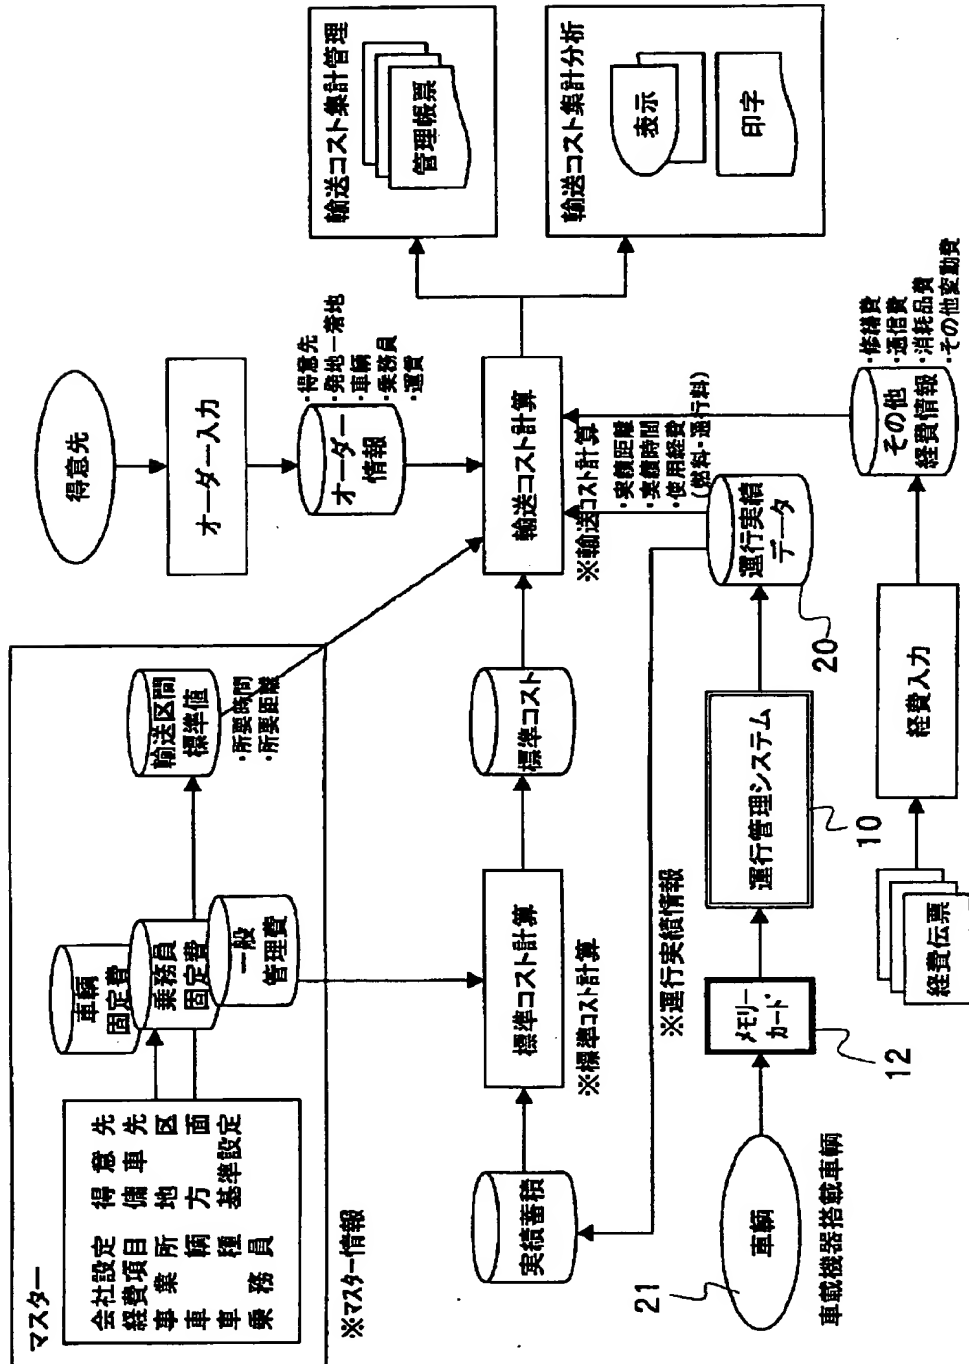 マスター
会社設定 得意先
経費項目 傭車先
事業所 地区
車輌 方面
車種 基準設定
乗務員
※マスター情報
車輌
固定費
乗務員
固定費
一般
管理費
輸送区間
標準値
・所要時間
・所要距離
得意先
オーダー入力
オーダー
情報
・得意先
・発地ー着地
・車輌
・乗務員
・運賃
実績蓄積
標準コスト計算
※標準コスト計算
標準コスト
輸送コスト計算
※輸送コスト計算
・実績距離
・実績時間
・使用経費
(燃料・通行料)
輸送コスト集計管理
管理帳票
輸送コスト集計分析
表示
印字
※運行実績情報
車輌
21
車載機器搭載車輌
メモリー
カード
12
運行管理システム
10
運行実績
データ
20
経費伝票
経費入力
その他
経費情報
・修繕費
・通信費
・消耗品費
・その他変動費